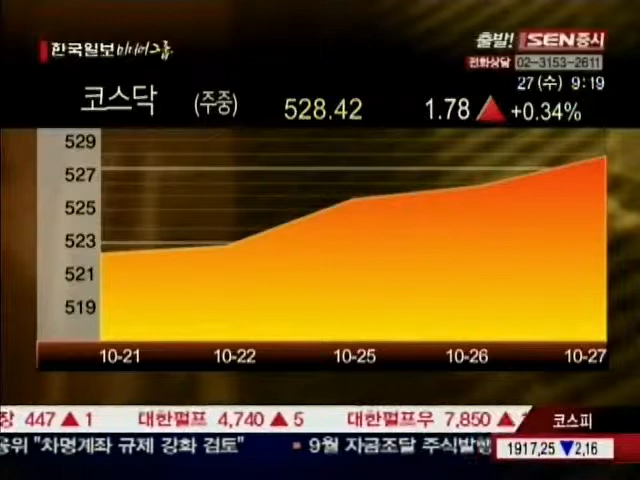 한국일보 미디어그룹
출발! SEN증시
전화상담 02-3153-2611
27 (수) 9:19
코스닥 (주중) 528.42 1.78 ▲ +0.34%
529
527
525
523
521
519
10-21 10-22 10-25 10-26 10-27
장 447 ▲ 1 대한펄프 4,740 ▲ 5 대한펄프우 7,850 ▲ 코스피
융위 "차명계좌 규제 강화 검토" ▪ 9월 자금조달 주식발행 1917,25 ▼2,16